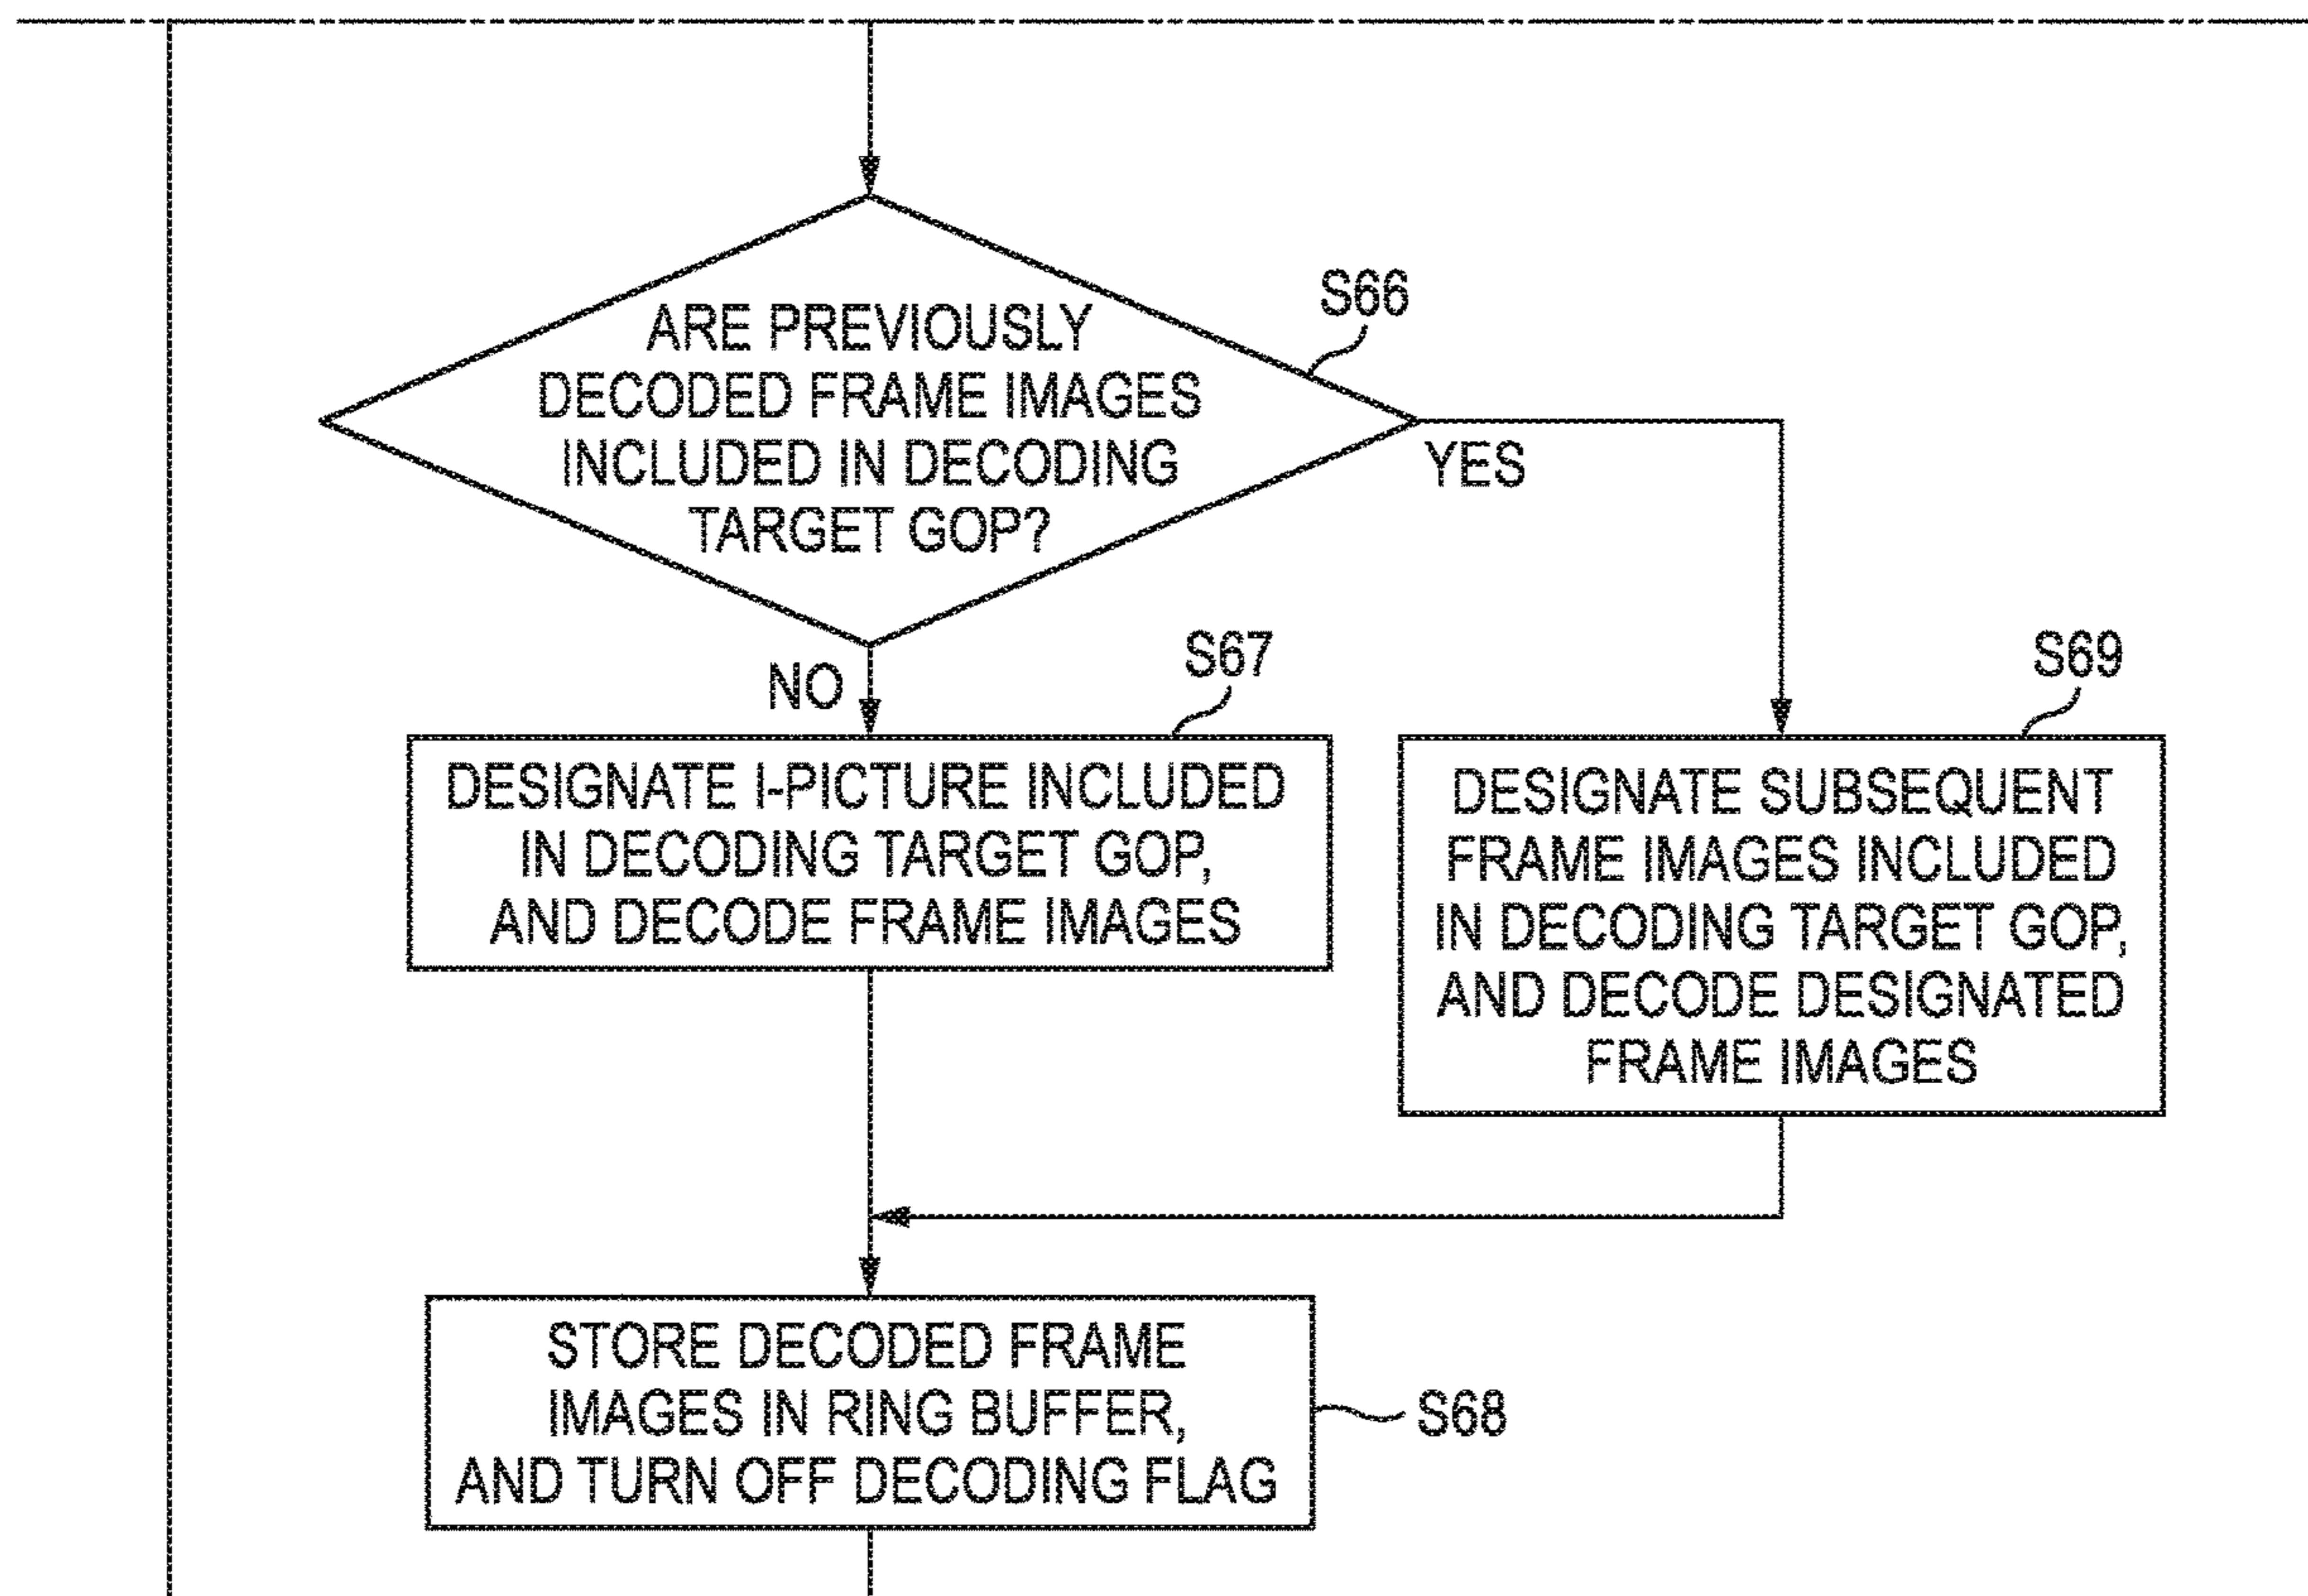 S66
ARE PREVIOUSLY
DECODED FRAME IMAGES
INCLUDED IN DECODING
TARGET GOP?
YES
NO
S67
DESIGNATE I-PICTURE INCLUDED
IN DECODING TARGET GOP,
AND DECODE FRAME IMAGES
S69
DESIGNATE SUBSEQUENT
FRAME IMAGES INCLUDED
IN DECODING TARGET GOP,
AND DECODE DESIGNATED
FRAME IMAGES
STORE DECODED FRAME
IMAGES IN RING BUFFER,
AND TURN OFF DECODING FLAG
S68